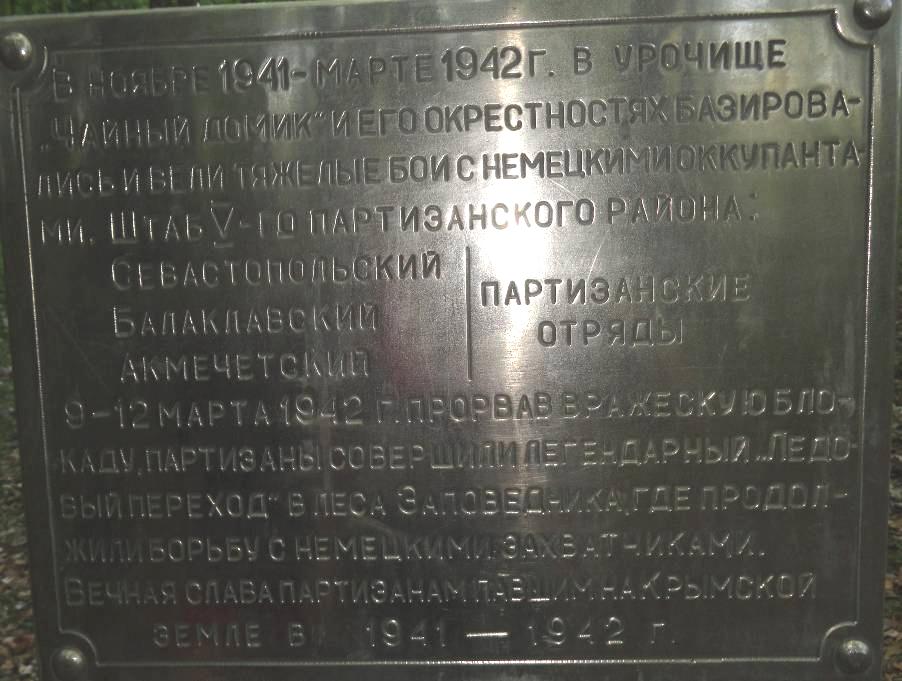 В НОЯБРЕ 1941-МАРТЕ 1942Г. В УРОЧИЩЕ
„ЧАЙНЫЙ ДОМИК" И ЕГО ОКРЕСТНОСТЯХ БАЗИРОВА-
ЛИСЬ И ВЕЛИ ТЯЖЕЛЫЕ БОИ С НЕМЕЦКИМИ ОККУПАНТА-
МИ. ШТАБ V-ГО ПАРТИЗАНСКОГО РАЙОНА:
СЕВАСТОПОЛЬСКИЙ
БАЛАКЛАВСКИЙ
АКМЕЧЕТСКИЙ
ПАРТИЗАНСКИЕ
ОТРЯДЫ
9-12 МАРТА 1942 Г. ПРОРВАВ ВРАЖЕСКУЮ БЛО-
КАДУ, ПАРТИЗАНЫ СОВЕРШИЛИ ЛЕГЕНДАРНЫЙ „ЛЕДО-
ВЫЙ ПЕРЕХОД" В ЛЕСА ЗАПОВЕДНИКА, ГДЕ ПРОДОЛ-
ЖИЛИ БОРЬБУ С НЕМЕЦКИМИ ЗАХВАТЧИКАМИ.
ВЕЧНАЯ СЛАВА ПАРТИЗАНАМ ПАВШИМ НА КРЫМСКОЙ
ЗЕМЛЕ В 1941 — 1942 Г.